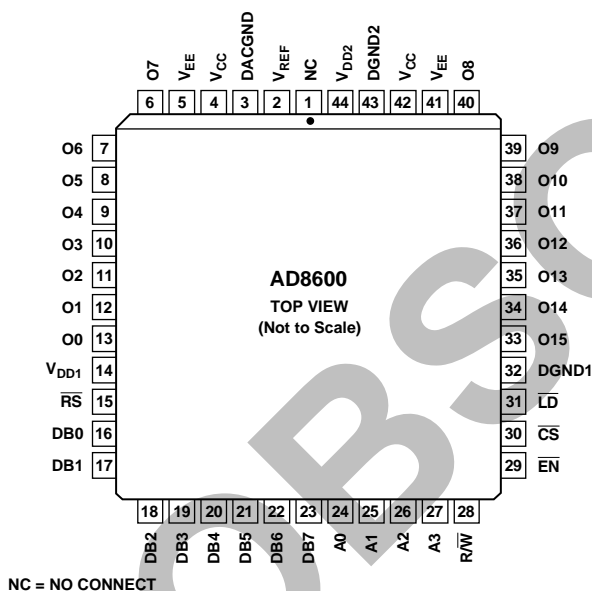 O7 VEE VCC DACGND VREF NC VDD2 DGND2 VCC VEE O8
6 5 4 3 2 1 44 43 42 41 40
O6 7 39 O9
O5 8 38 O10
O4 9 37 O11
O3 10 36 O12
O2 11 35 O13
O1 12 34 O14
O0 13 33 O15
VDD1 14 32 DGND1
R̅S̅ 15 31 L̅D̅
DB0 16 30 C̅S̅
DB1 17 29 E̅N̅
AD8600
TOP VIEW
(Not to Scale)
18 19 20 21 22 23 24 25 26 27 28
DB2 DB3 DB4 DB5 DB6 DB7 A0 A1 A2 A3 R/W̅
NC = NO CONNECT